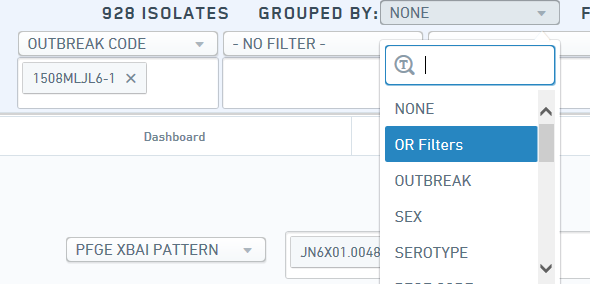 928 ISOLATES GROUPED BY: NONE F
OUTBREAK CODE - NO FILTER -
1508MLJL6-1 ×
NONE
Dashboard
OR Filters
OUTBREAK
SEX
PFGE XBAI PATTERN JN6X01.0048
SEROTYPE